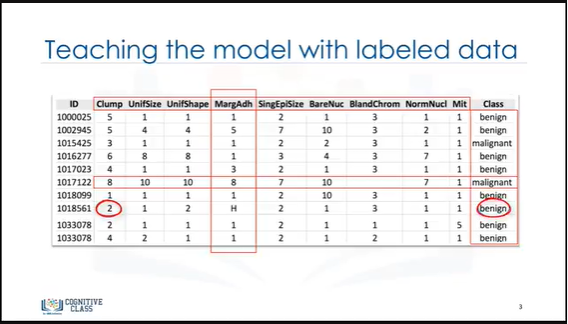 Teaching the model with labeled data
ID Clump UnifSize UnifShape MargAdh SingEpiSize BareNuc BlandChrom NormNucl Mit Class
1000025 5 1 1 1 2 1 3 1 1 benign
1002945 5 4 4 5 7 10 3 2 1 benign
1015425 3 1 1 1 2 2 3 1 1 malignant
1016277 6 8 8 1 3 4 3 7 1 benign
1017023 4 1 1 3 2 1 3 1 1 benign
1017122 8 10 10 8 7 10 7 1 malignant
1018099 1 1 1 1 2 10 3 1 1 benign
1018561 2 1 2 H 2 1 3 1 1 benign
1033078 2 1 1 1 2 1 1 1 5 benign
1033078 4 2 1 1 2 1 2 1 1 benign
COGNITIVE
CLASS
3